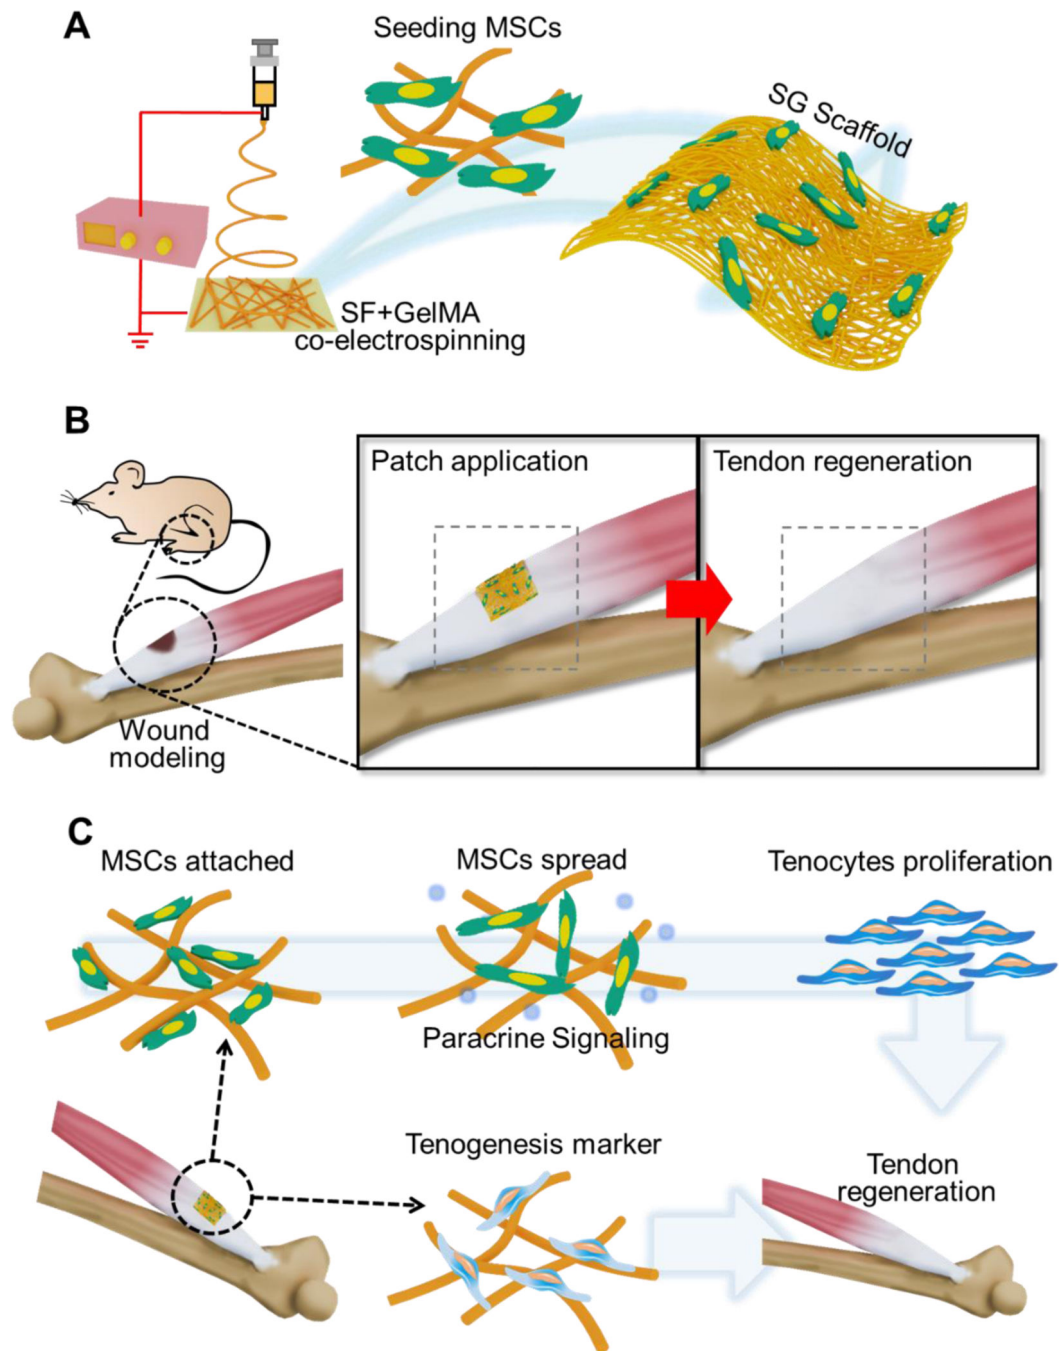 A
Seeding MSCs
SG Scaffold
SF+GelMA
co-electrospinning
B
Patch application
Tendon regeneration
Wound
modeling
C
MSCs attached
MSCs spread
Tenocytes proliferation
Paracrine Signaling
Tenogenesis marker
Tendon
regeneration